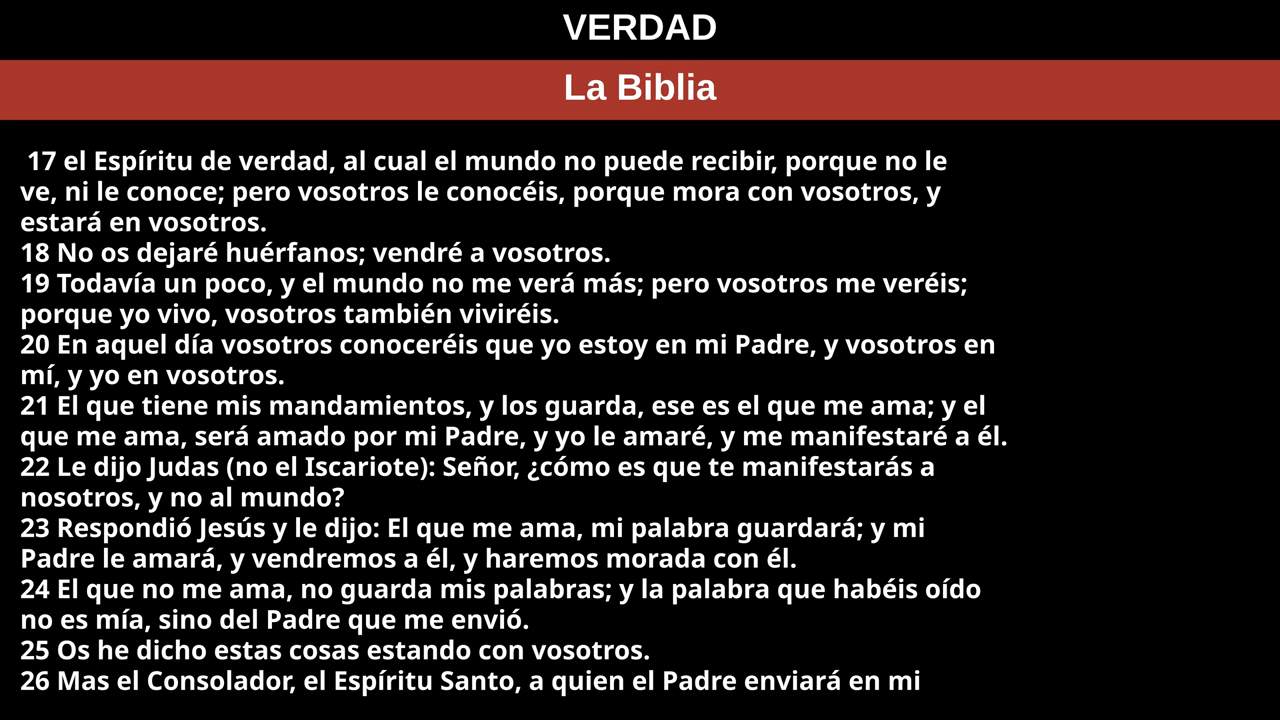 VERDAD
La Biblia
17 el Espíritu de verdad, al cual el mundo no puede recibir, porque no le
ve, ni le conoce; pero vosotros le conocéis, porque mora con vosotros, y
estará en vosotros.
18 No os dejaré huérfanos; vendré a vosotros.
19 Todavía un poco, y el mundo no me verá más; pero vosotros me veréis;
porque yo vivo, vosotros también viviréis.
20 En aquel día vosotros conoceréis que yo estoy en mi Padre, y vosotros en
mí, y yo en vosotros.
21 El que tiene mis mandamientos, y los guarda, ese es el que me ama; y el
que me ama, será amado por mi Padre, y yo le amaré, y me manifestaré a él.
22 Le dijo Judas (no el Iscariote): Señor, ¿cómo es que te manifestarás a
nosotros, y no al mundo?
23 Respondió Jesús y le dijo: El que me ama, mi palabra guardará; y mi
Padre le amará, y vendremos a él, y haremos morada con él.
24 El que no me ama, no guarda mis palabras; y la palabra que habéis oído
no es mía, sino del Padre que me envió.
25 Os he dicho estas cosas estando con vosotros.
26 Mas el Consolador, el Espíritu Santo, a quien el Padre enviará en mi